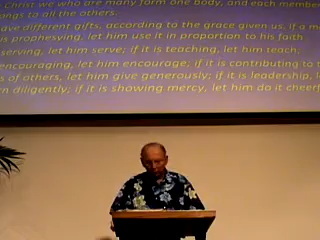 Christ we who are many form one body, and each member
ngs to all the others.
ave different gifts, according to the grace given us. If a m
is prophesying, let him use it in proportion to his faith
serving, let him serve; if it is teaching, let him teach,
encouraging, let him encourage; if it is contributing to t
s of others, let him give generously; if it is leadership, l
rn diligently; if it is showing mercy, let him do it cheerf